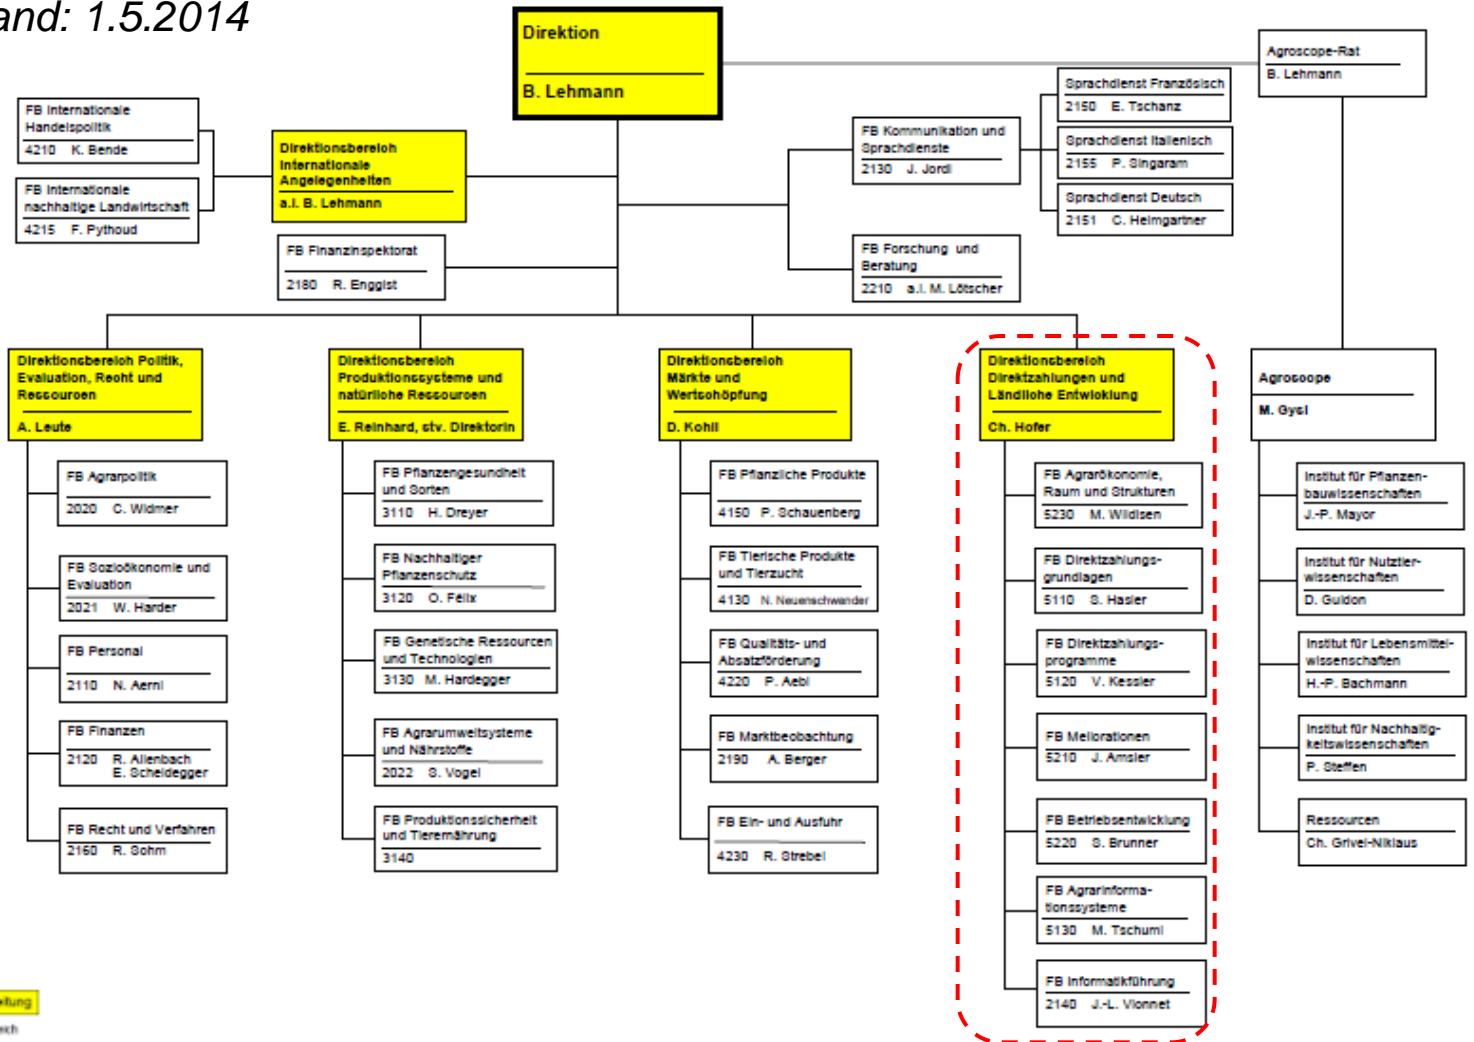 and: 1.5.2014
Direktion
B. Lehmann
Agroscope-Rat
B. Lehmann
FB Internationale
Handelspolitik
4210 K. Bende
FB Internationale
nachhaltige Landwirtschaft
4215 F. Pythoud
Direktionsbereich
Internationale
Angelegenheiten
a.i. B. Lehmann
FB Finanzinspektorat
2180 R. Enggist
FB Kommunikation und
Sprachdienste
2130 J. Jordi
Sprachdienst Französisch
2150 E. Tschanz
Sprachdienst Italienisch
2155 P. Singaram
Sprachdienst Deutsch
2151 C. Heimgartner
FB Forschung und
Beratung
2210 a.i. M. Lötscher
Direktionsbereich Politik,
Evaluation, Recht und
Ressourcen
A. Leute
FB Agrarpolitik
2020 C. Widmer
FB Sozioökonomie und
Evaluation
2021 W. Harder
FB Personal
2110 N. Aerni
FB Finanzen
2120 R. Allenbach
E. Scheidegger
FB Recht und Verfahren
2160 R. Sohm
Direktionsbereich
Produktionssysteme und
natürliche Ressourcen
E. Reinhard, stv. Direktorin
FB Pflanzengesundheit
und Sorten
3110 H. Dreyer
FB Nachhaltiger
Pflanzenschutz
3120 O. Félix
FB Genetische Ressourcen
und Technologien
3130 M. Hardegger
FB Agrarumweltsysteme
und Nährstoffe
2022 S. Vogel
FB Produktionssicherheit
und Tierernährung
3140
Direktionsbereich
Märkte und
Wertschöpfung
D. Kohli
FB Pflanzliche Produkte
4150 P. Schauenberg
FB Tierische Produkte
und Tierzucht
4130 N. Neuenschwander
FB Qualitäts- und
Absatzförderung
4220 P. Aebi
FB Marktbeobachtung
2190 A. Berger
FB Ein- und Ausfuhr
4230 R. Strebel
Direktionsbereich
Direktzahlungen und
Ländliche Entwicklung
Ch. Hofer
FB Agrarökonomie,
Raum und Strukturen
5230 M. Wildisen
FB Direktzahlungs-
grundlagen
5110 S. Hasler
FB Direktzahlungs-
programme
5120 V. Kessler
FB Meliorationen
5210 J. Amsler
FB Betriebsentwicklung
5220 S. Brunner
FB Agrarinforma-
tionssysteme
5130 M. Tschumi
FB Informatikführung
2140 J.-L. Vionnet
Agroscope
M. Gysi
Institut für Pflanzen-
bauwissenschaften
J.-P. Mayor
Institut für Nutztier-
wissenschaften
D. Guidon
Institut für Lebensmittel-
wissenschaften
H.-P. Bachmann
Institut für Nachhaltig-
keitswissenschaften
P. Steffen
Ressourcen
Ch. Grivel-Niklaus
eitung
eich